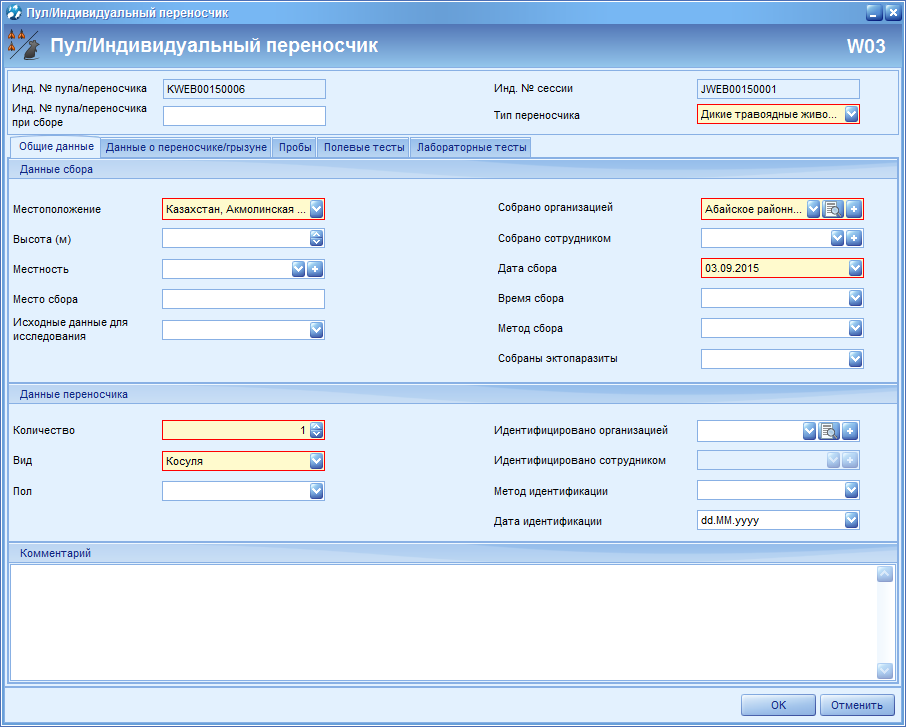 Пул/Индивидуальный переносчик
Пул/Индивидуальный переносчик
W03
Инд. № пула/переносчика
KWEB00150006
Инд. № сессии
JWEB00150001
Инд. № пула/переносчика
при сборе
Тип переносчика
Дикие травоядные живо...
Общие данные
Данные о переносчике/грызуне
Пробы
Полевые тесты
Лабораторные тесты
Данные сбора
Местоположение
Казахстан, Акмолинская ...
Собрано организацией
Абайское районн...
Высота (м)
Собрано сотрудником
Местность
Дата сбора
03.09.2015
Место сбора
Время сбора
Исходные данные для
исследования
Метод сбора
Собраны эктопаразиты
Данные переносчика
Количество
1
Идентифицировано организацией
Вид
Косуля
Идентифицировано сотрудником
Пол
Метод идентификации
Дата идентификации
dd.MM.yyyy
Комментарий
OK
Отменить